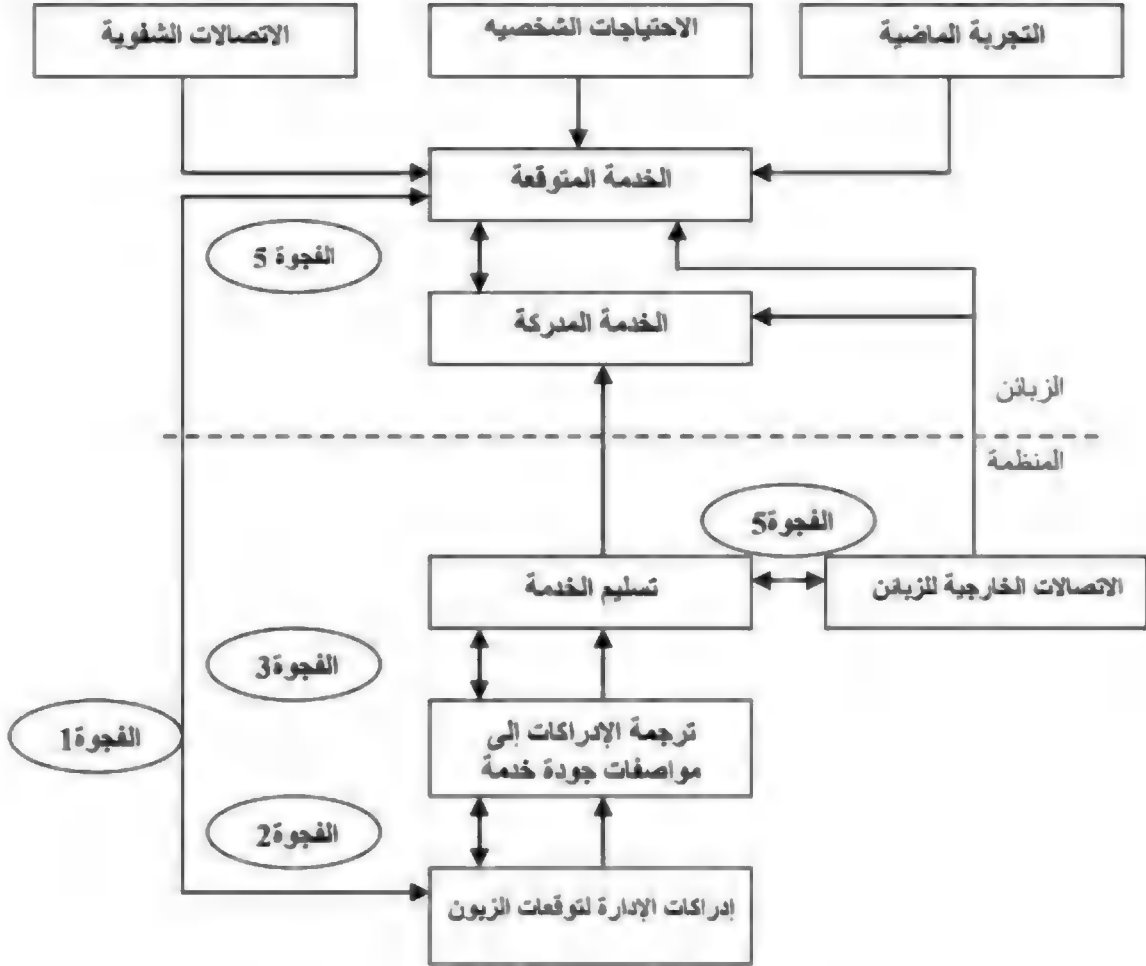 التجربة الماضية
الاحتياجات الشخصيه
الاتصالات الشفوية
الخدمة المتوقعة
الفجوة 5
الخدمة المدركة
الزبائن
المنظمة
الفجوة5
الاتصالات الخارجية للزبائن
تسليم الخدمة
الفجوة3
ترجمة الإدراكات إلى
مواصفات جودة خدمة
الفجوة1
الفجوة2
إدراكات الإدارة لتوقعات الزبون